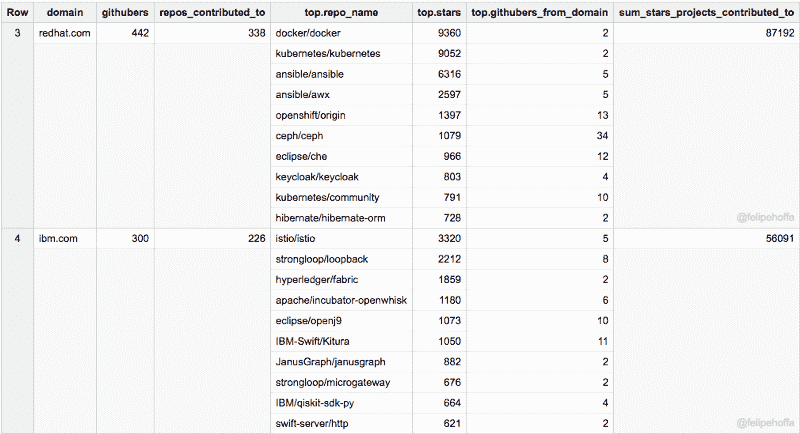 Row domain githubers repos_contributed_to top.repo_name top.stars top.githubers_from_domain sum_stars_projects_contributed_to
3 redhat.com 442 338 docker/docker 9360 2 87192
kubernetes/kubernetes 9052 2
ansible/ansible 6316 5
ansible/awx 2597 5
openshift/origin 1397 13
ceph/ceph 1079 34
eclipse/che 966 12
keycloak/keycloak 803 4
kubernetes/community 791 10
hibernate/hibernate-orm 728 2 @felipehoffa
4 ibm.com 300 226 istio/istio 3320 5 56091
strongloop/loopback 2212 8
hyperledger/fabric 1859 2
apache/incubator-openwhisk 1180 6
eclipse/openj9 1073 10
IBM-Swift/Kitura 1050 11
JanusGraph/janusgraph 882 2
strongloop/microgateway 676 2
IBM/qiskit-sdk-py 664 4
swift-server/http 621 2 @felipehoffa